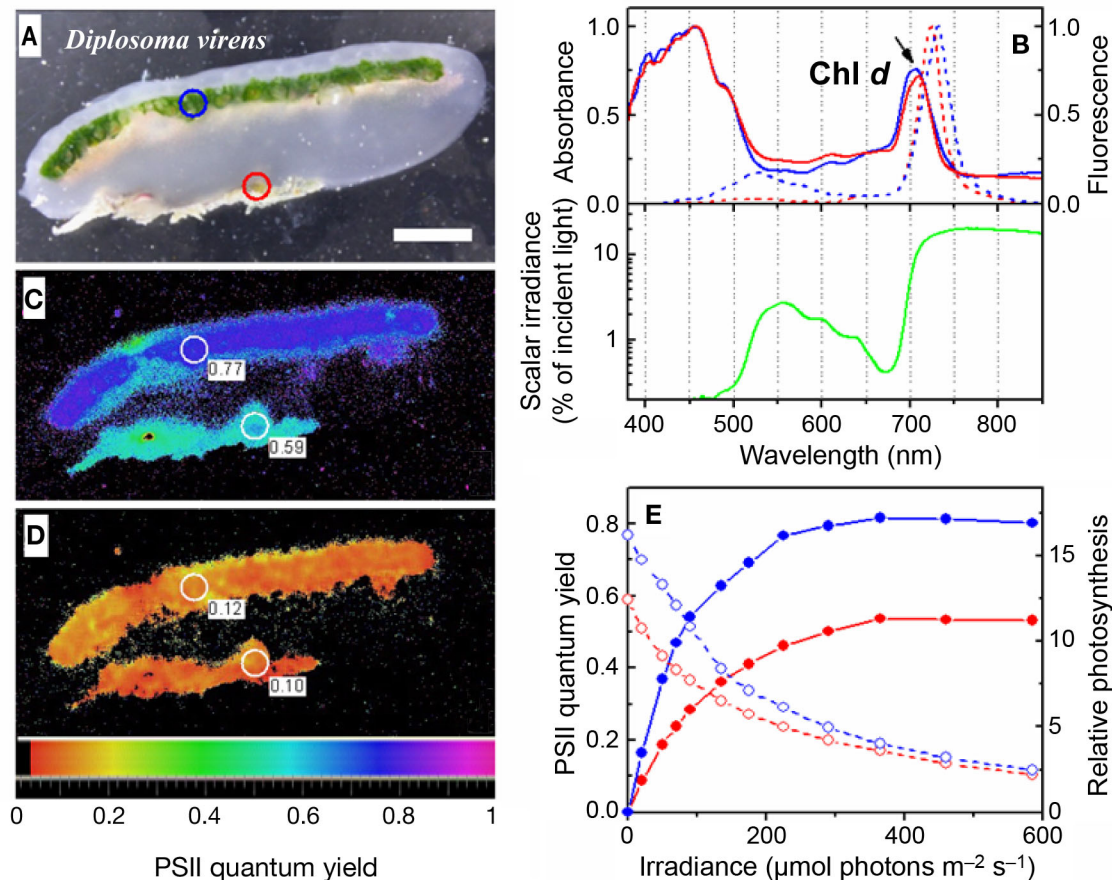 A
Diplosoma virens
C
0.77
0.59
D
0.12
0.10
0 0.2 0.4 0.6 0.8 1
PSII quantum yield
B
Chl d
1.0
0.5
0.0
Absorbance
1.0
0.5
0.0
Fluorescence
10
1
Scalar irradiance
(% of incident light)
400 500 600 700 800
Wavelength (nm)
E
0.8
0.6
0.4
0.2
0.0
PSII quantum yield
15
10
5
0
Relative photosynthesis
0 200 400 600
Irradiance (µmol photons m–2 s–1)